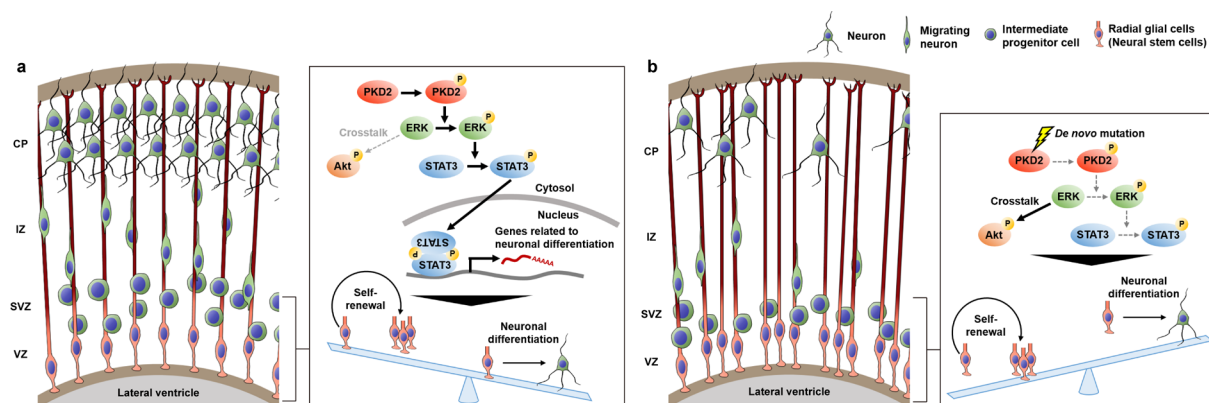 Neuron
Migrating
neuron
Intermediate
progenitor cell
Radial glial cells
(Neural stem cells)
a
CP
IZ
SVZ
VZ
Lateral ventricle
PKD2
PKD2
P
Crosstalk
ERK
ERK
P
Akt
P
STAT3
STAT3
P
Cytosol
Nucleus
Genes related to
neuronal differentiation
STAT3
P
P
STAT3
AAAAA
Self-
renewal
Neuronal
differentiation
b
CP
IZ
SVZ
VZ
Lateral ventricle
De novo mutation
PKD2
PKD2
P
Crosstalk
ERK
ERK
P
Akt
P
STAT3
STAT3
P
Neuronal
differentiation
Self-
renewal